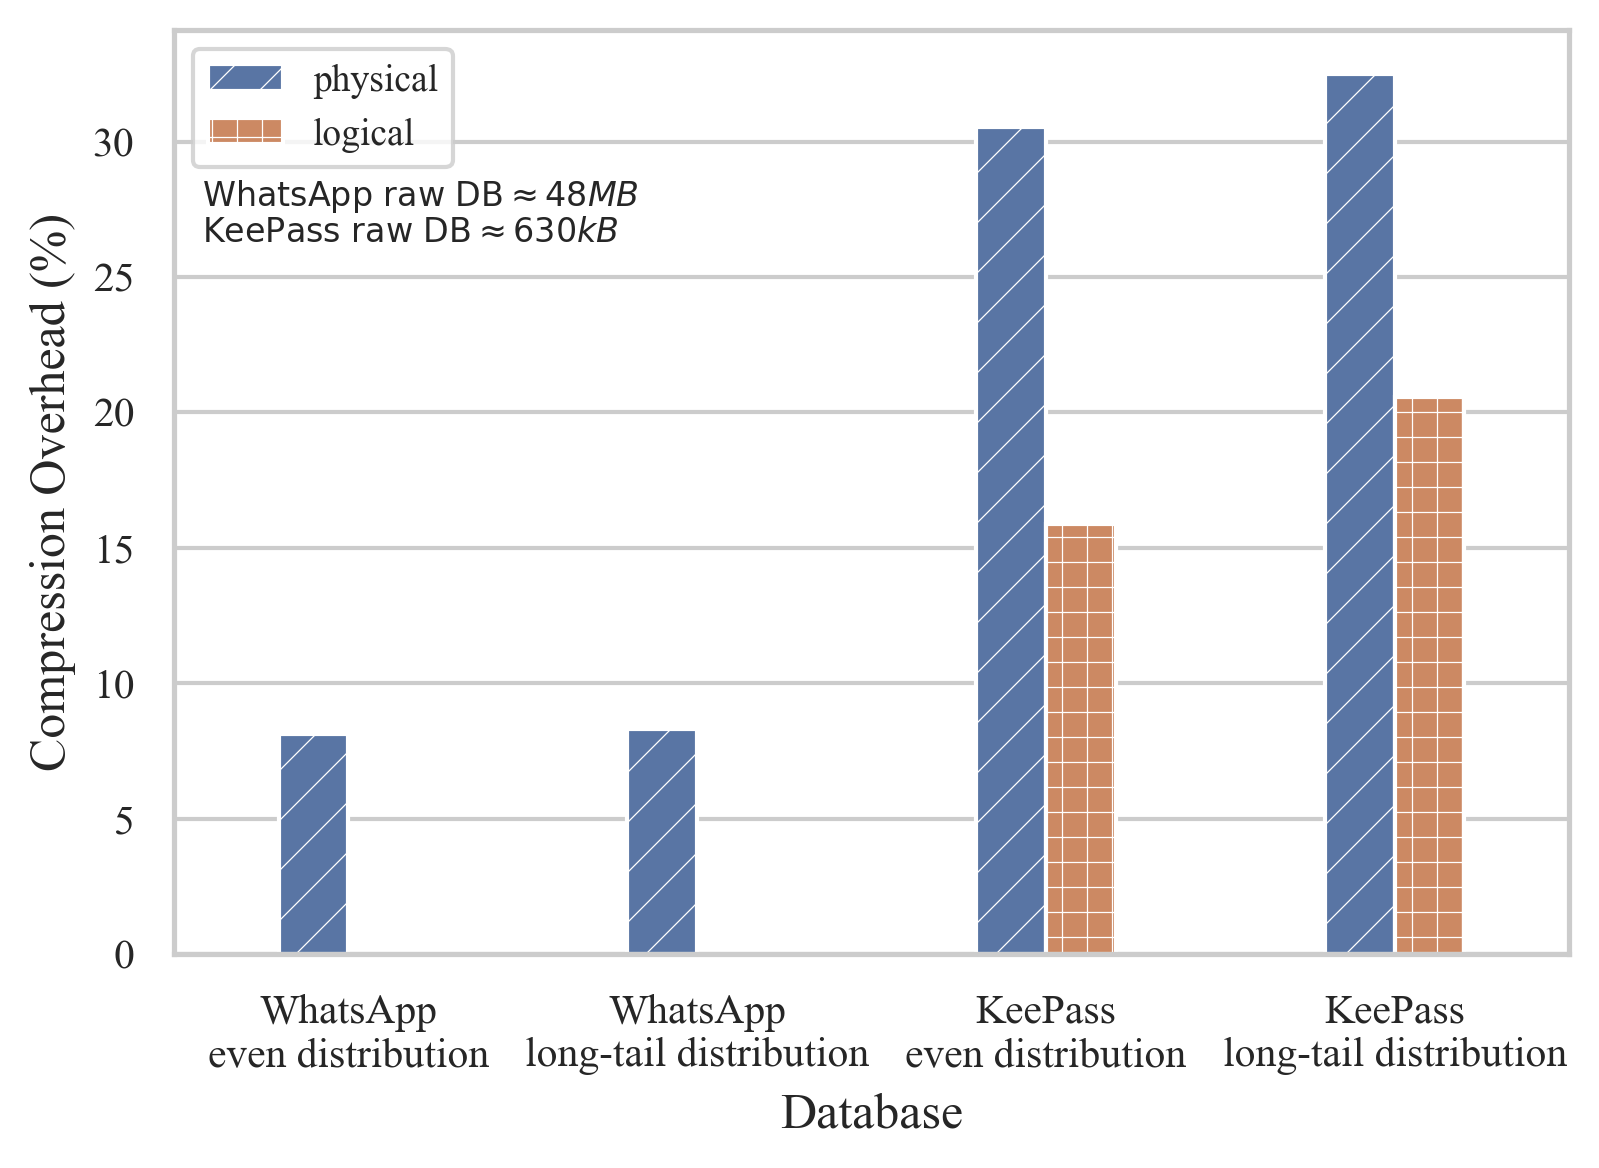 physical
logical
WhatsApp raw DB ≈ 48MB
KeePass raw DB ≈ 630kB
Compression Overhead (%)
30
25
20
15
10
5
0
WhatsApp
even distribution
WhatsApp
long-tail distribution
KeePass
even distribution
KeePass
long-tail distribution
Database